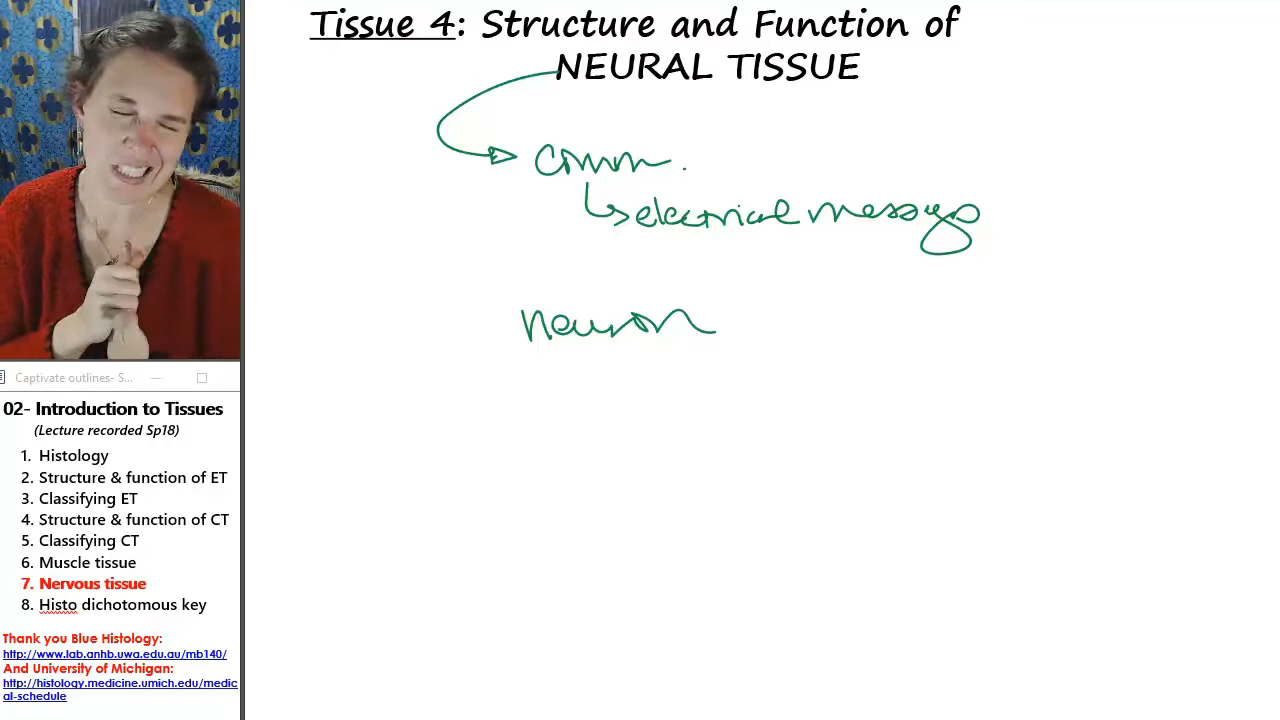 Tissue 4: Structure and Function of
NEURAL TISSUE
comm.
electrical message
neuron
Captivate outlines- S...
02- Introduction to Tissues
(Lecture recorded Sp18)
1. Histology
2. Structure & function of ET
3. Classifying ET
4. Structure & function of CT
5. Classifying CT
6. Muscle tissue
7. Nervous tissue
8. Histo dichotomous key
Thank you Blue Histology:
http://www.lab.anhb.uwa.edu.au/mb140/
And University of Michigan:
http://histology.medicine.umich.edu/medic
al-schedule